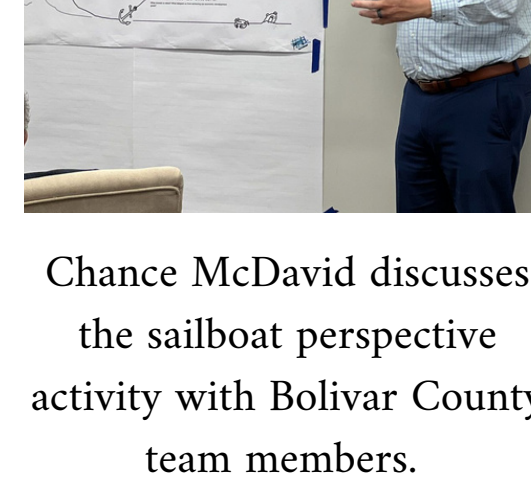 Chance McDavid discusses
the sailboat perspective
activity with Bolivar County
team members.